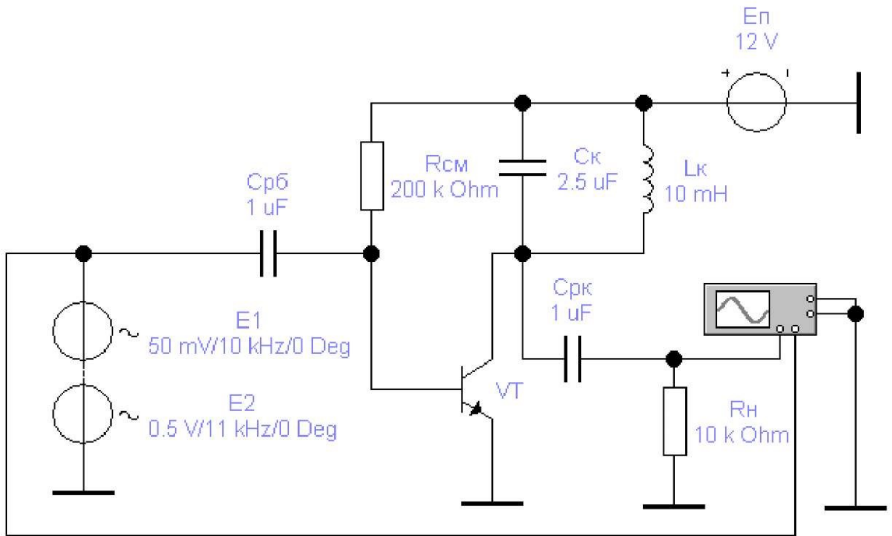 Eп
12 V
Rсм
200 k Ohm
Cк
2.5 uF
Lк
10 mH
Cрб
1 uF
E1
50 mV/10 kHz/0 Deg
E2
0.5 V/11 kHz/0 Deg
Cрк
1 uF
VT
Rн
10 k Ohm